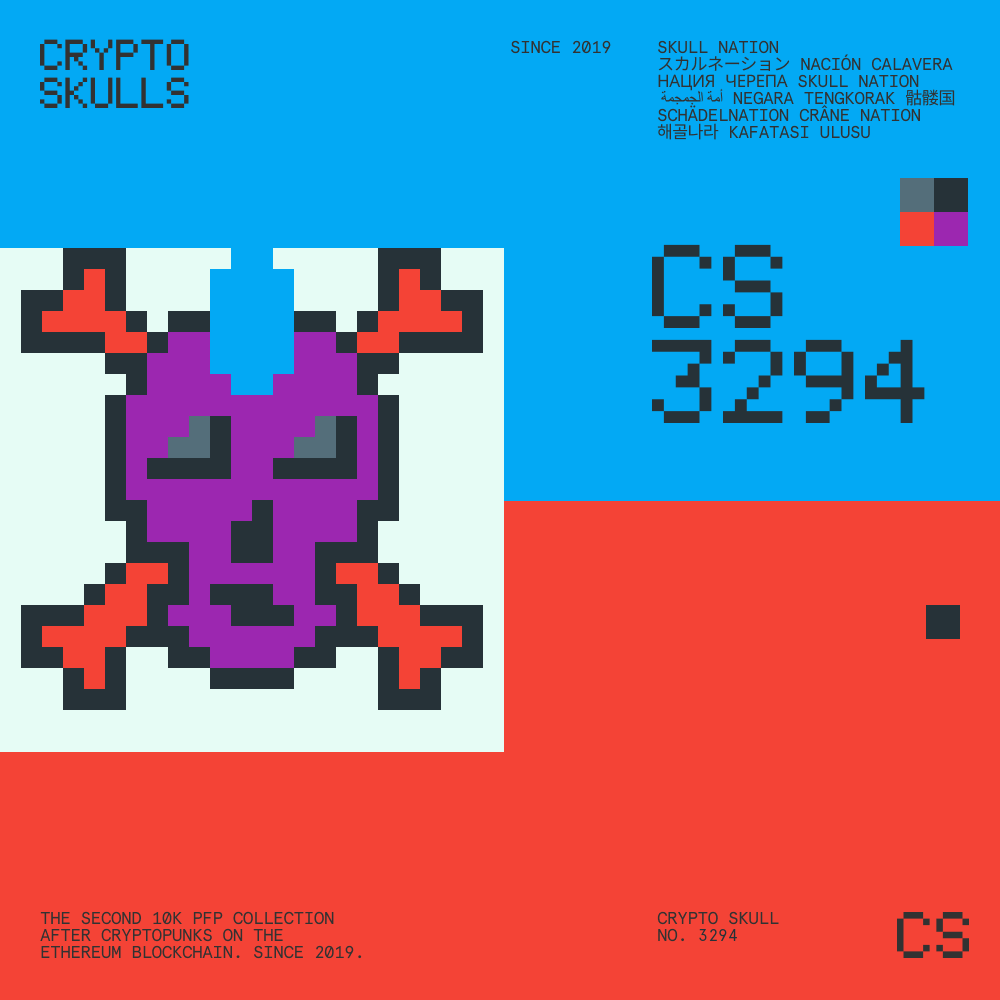 CRYPTO
SKULLS
SINCE 2019
SKULL NATION
スカルネーション NACIÓN CALAVERA
НАЦИЯ ЧЕРЕПА SKULL NATION
أمة الجمجمة NEGARA TENGKORAK 骷髅国
SCHÄDELNATION CRÂNE NATION
해골나라 KAFATASI ULUSU
CS
3294
THE SECOND 10K PFP COLLECTION
AFTER CRYPTOPUNKS ON THE
ETHEREUM BLOCKCHAIN. SINCE 2019.
CRYPTO SKULL
NO. 3294
CS